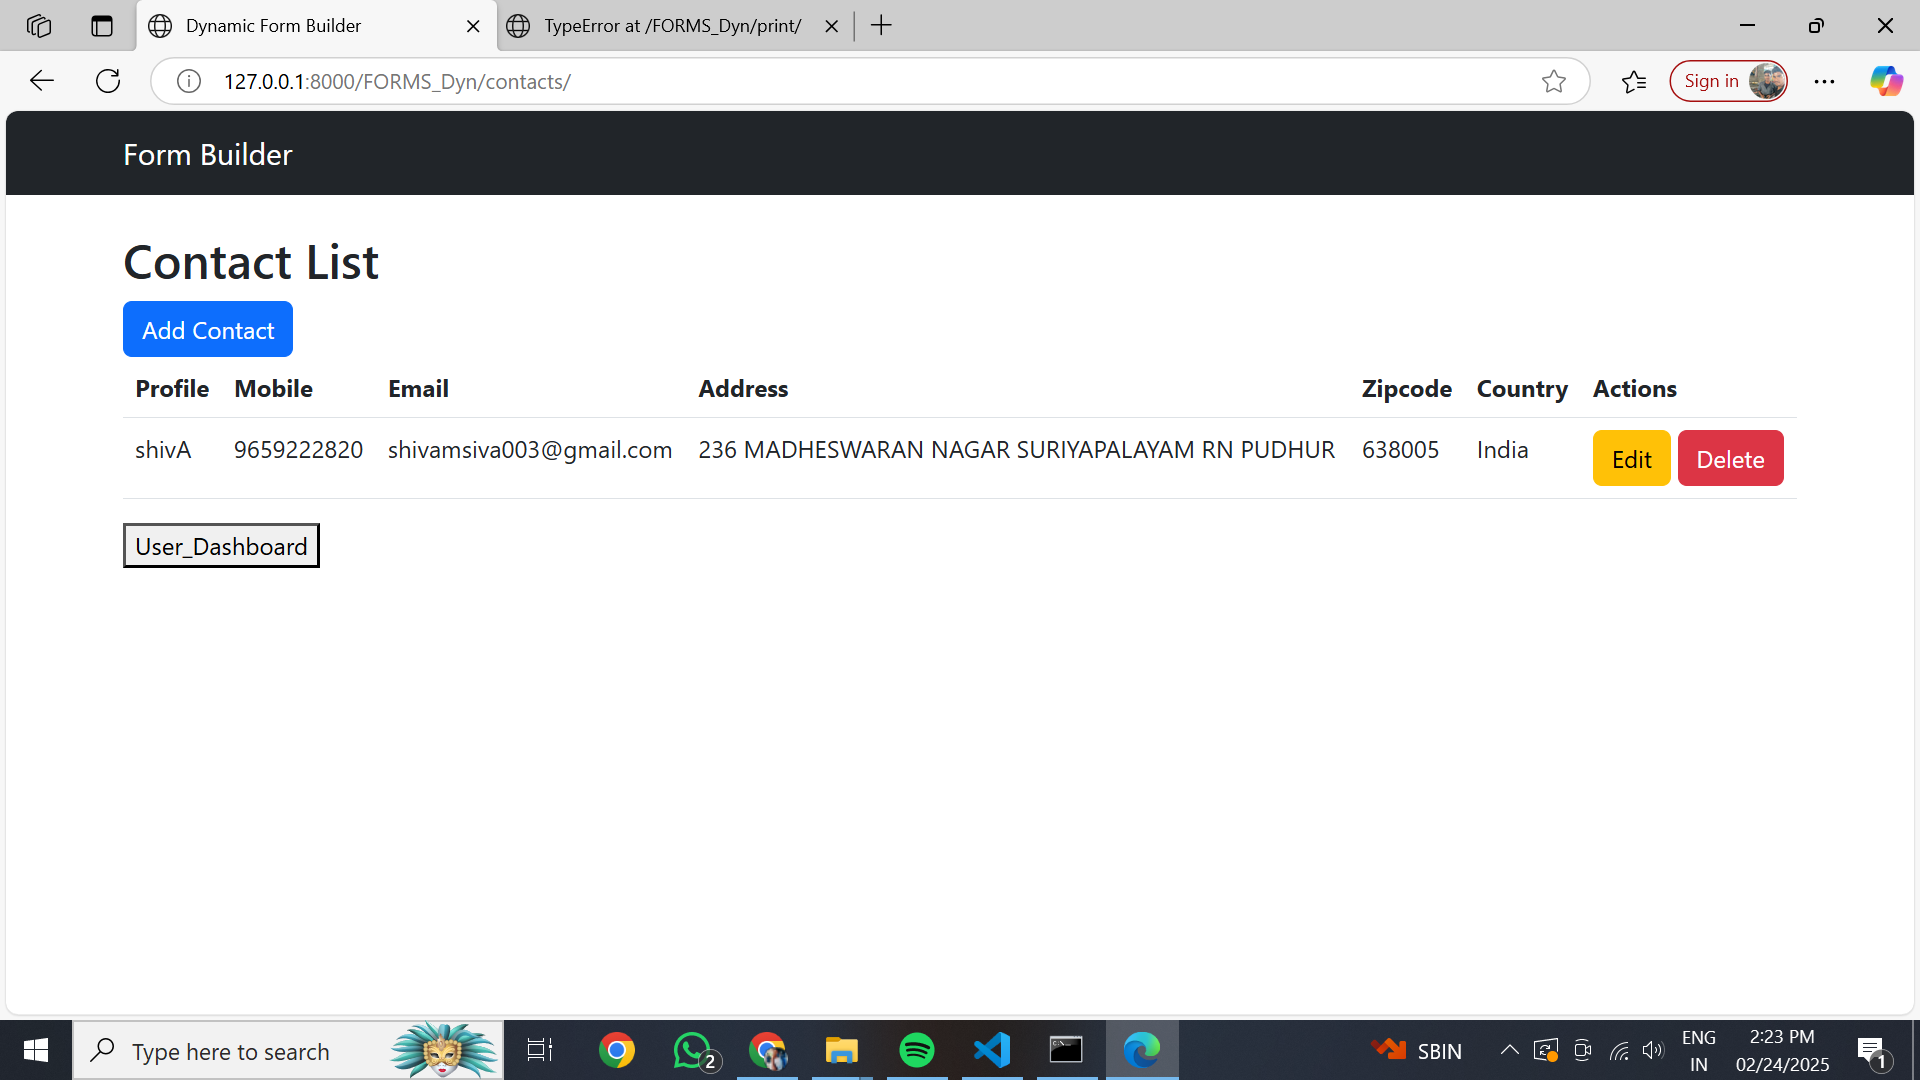 Dynamic Form Builder
TypeError at /FORMS_Dyn/print/
127.0.0.1:8000/FORMS_Dyn/contacts/
Sign in
Form Builder
Contact List
Add Contact
Profile Mobile Email Address Zipcode Country Actions
shivA 9659222820 shivamsiva003@gmail.com 236 MADHESWARAN NAGAR SURIYAPALAYAM RN PUDHUR 638005 India Edit Delete
User_Dashboard
Type here to search
2
SBIN
ENG
IN
2:23 PM
02/24/2025
1